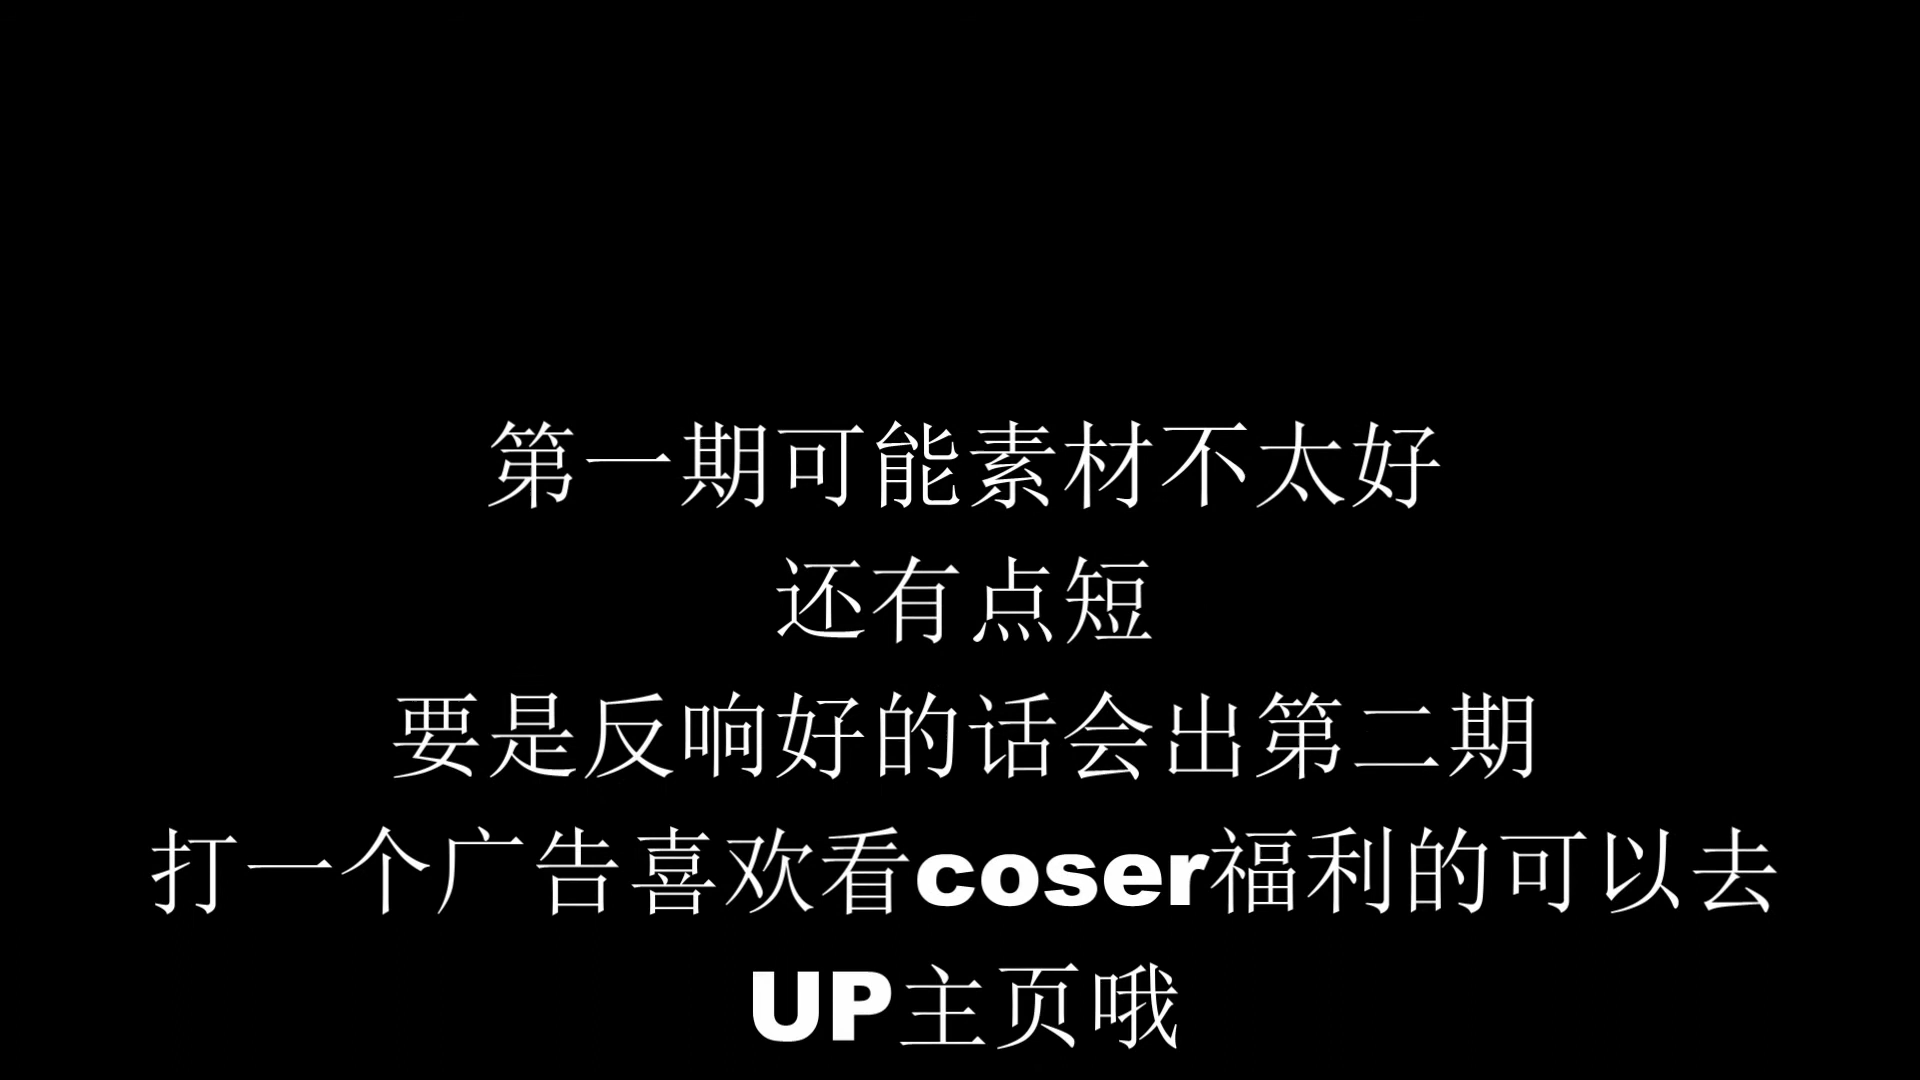 第一期可能素材不太好
还有点短
要是反响好的话会出第二期
打一个广告喜欢看coser福利的可以去
UP主页哦